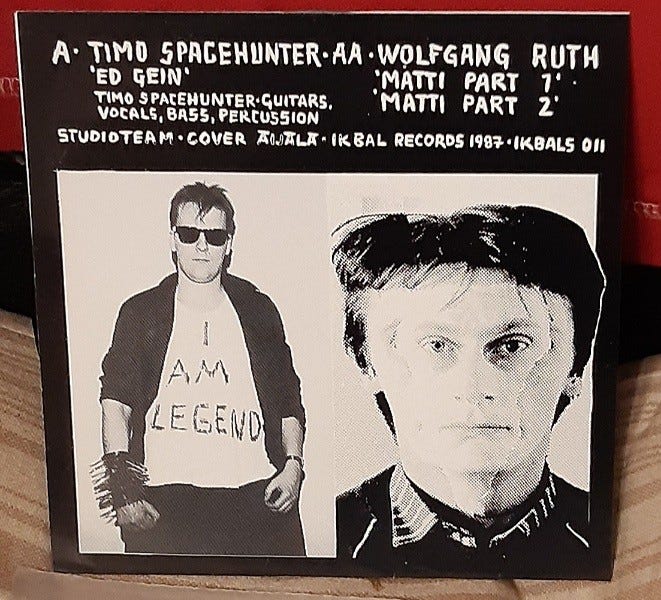 A· TIMO SPACEHUNTER·AA·WOLFGANG RUTH
'ED GEIN' 'MATTI PART 1'·
TIMO SPACEHUNTER·GUITARS, 'MATTI PART 2'
VOCALS, BASS, PERCUSSION
STUDIOTEAM·COVER ÄIJÄLÄ·IKBAL RECORDS 1987·IKBALS 011
I
AM
LEGEND